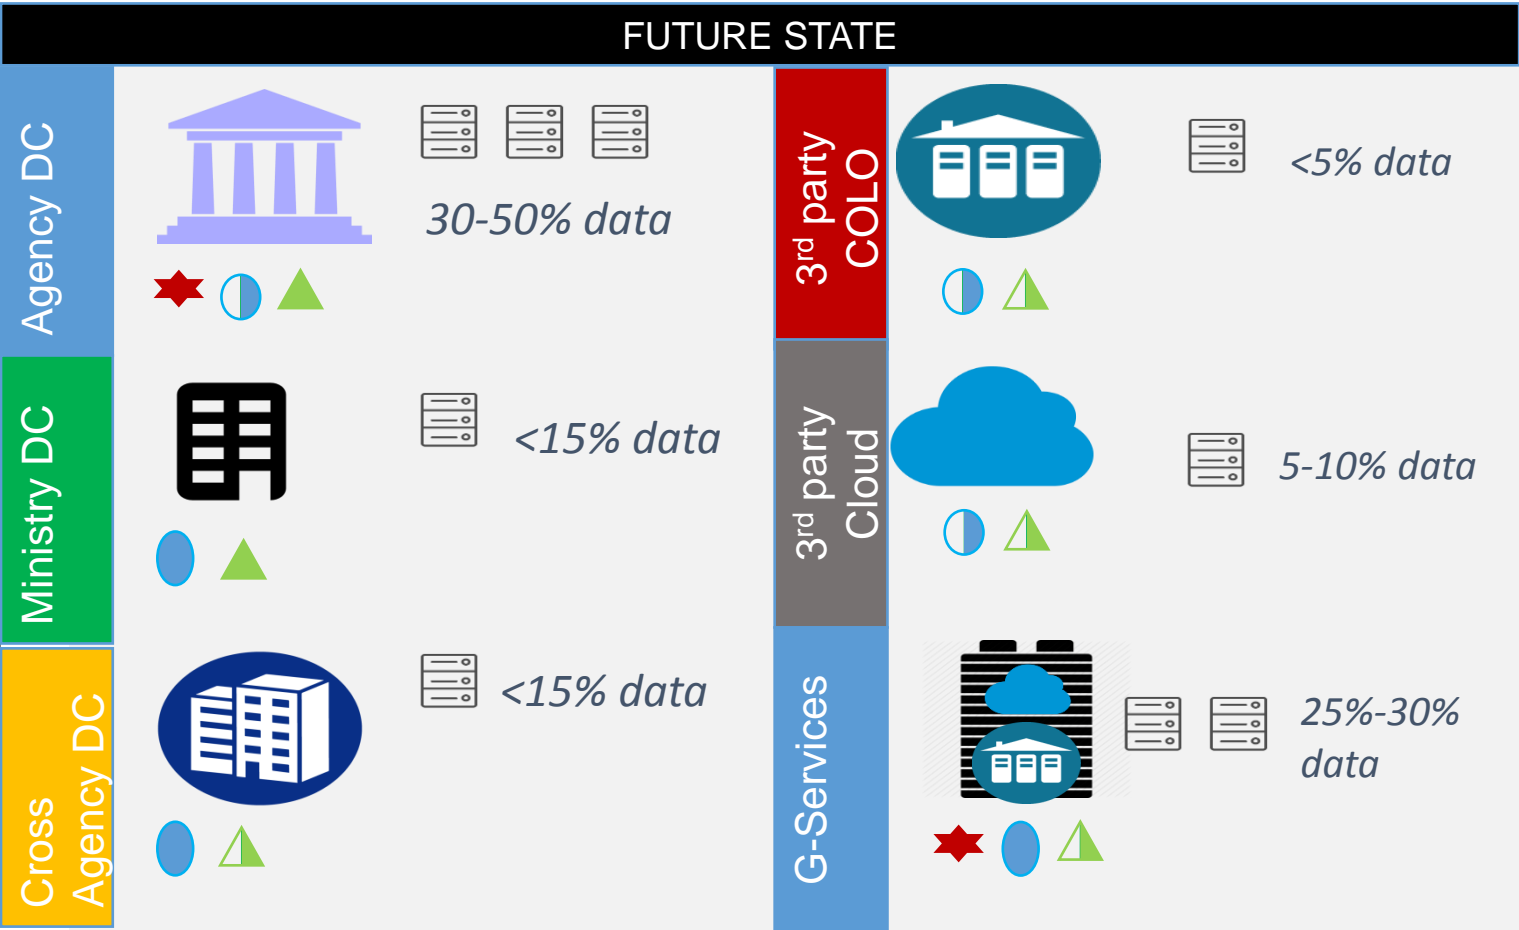 FUTURE STATE
Agency DC
30-50% data
Ministry DC
<15% data
Cross
Agency DC
<15% data
3rd party
COLO
<5% data
3rd party
Cloud
5-10% data
G-Services
25%-30%
data